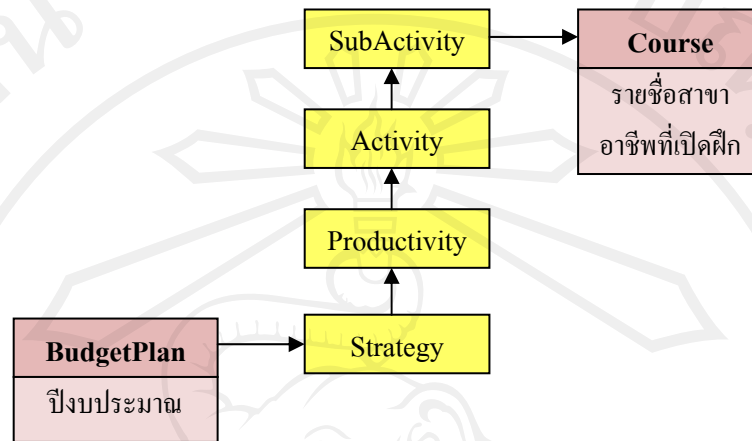 SubActivity
Course
รายชื่อสาขา
อาชีพที่เปิดฝึก
Activity
Productivity
Strategy
BudgetPlan
ปีงบประมาณ